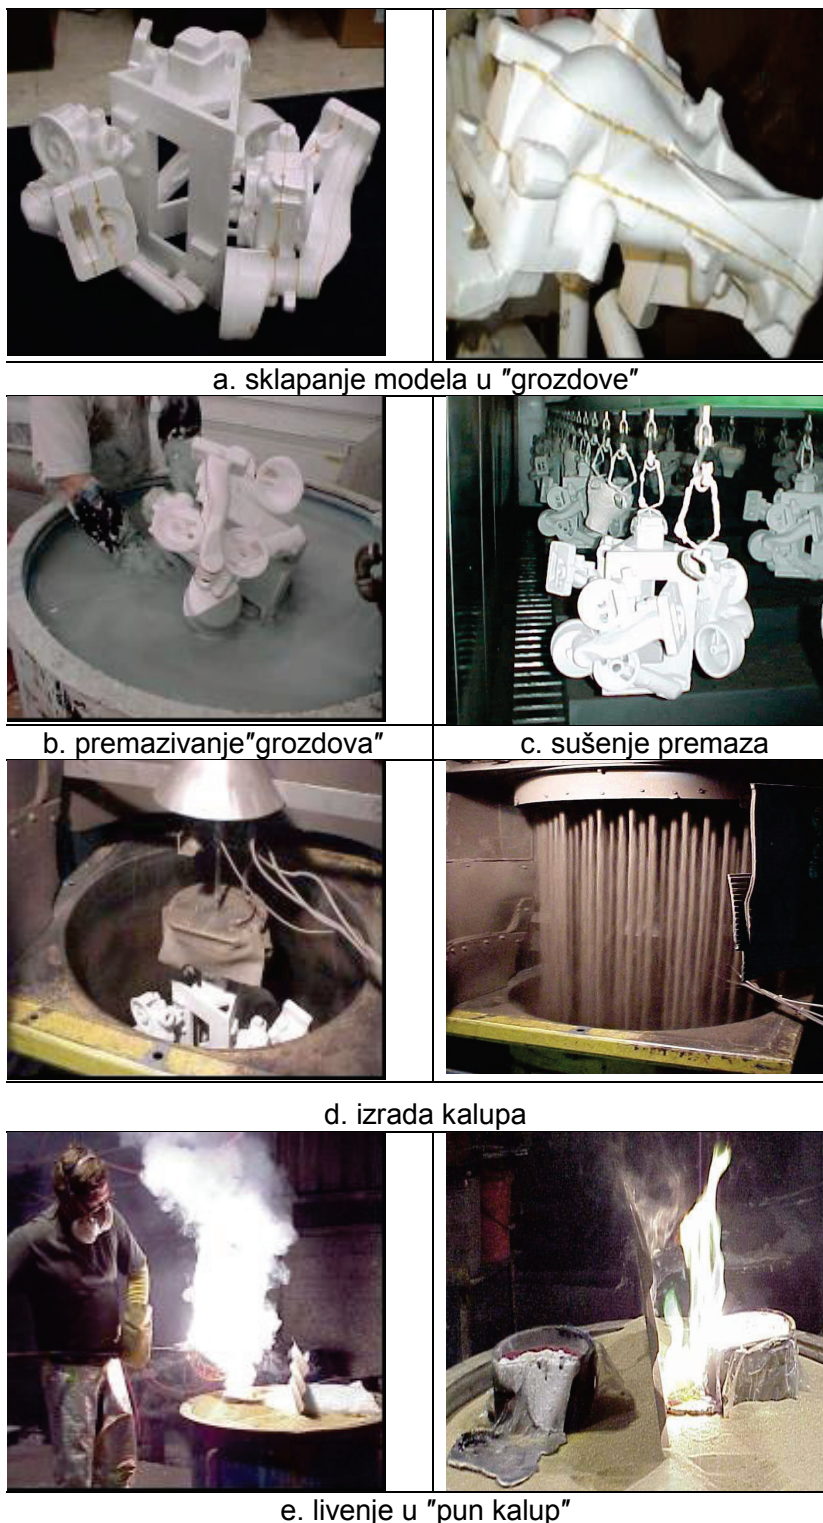 a. sklapanje modela u "grozdove"
b. premazivanje"grozdova"
c. sušenje premaza
d. izrada kalupa
e. livenje u "pun kalup"